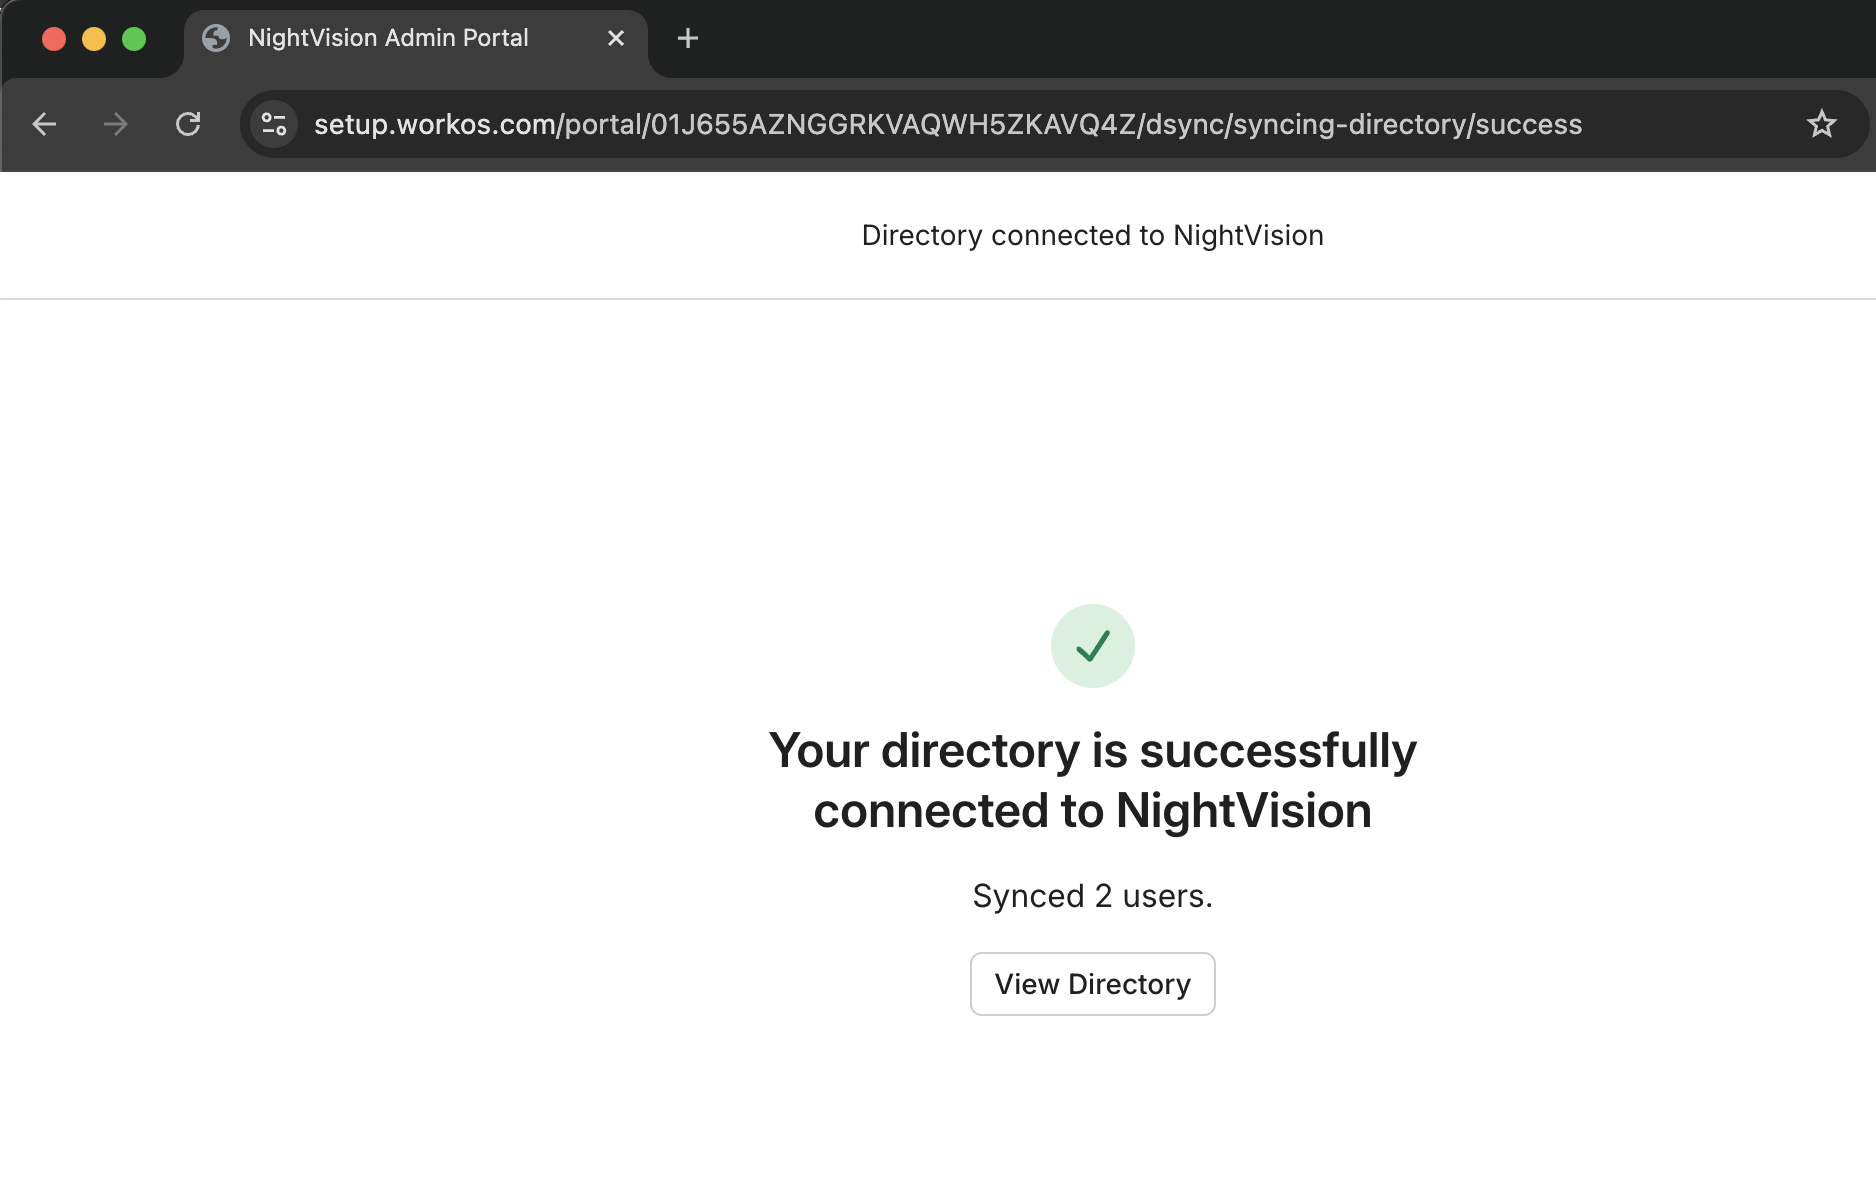 NightVision Admin Portal
setup.workos.com/portal/01J655AZNGGRKVAQWH5ZKAVQ4Z/dsync/syncing-directory/success
Directory connected to NightVision
Your directory is successfully
connected to NightVision
Synced 2 users.
View Directory